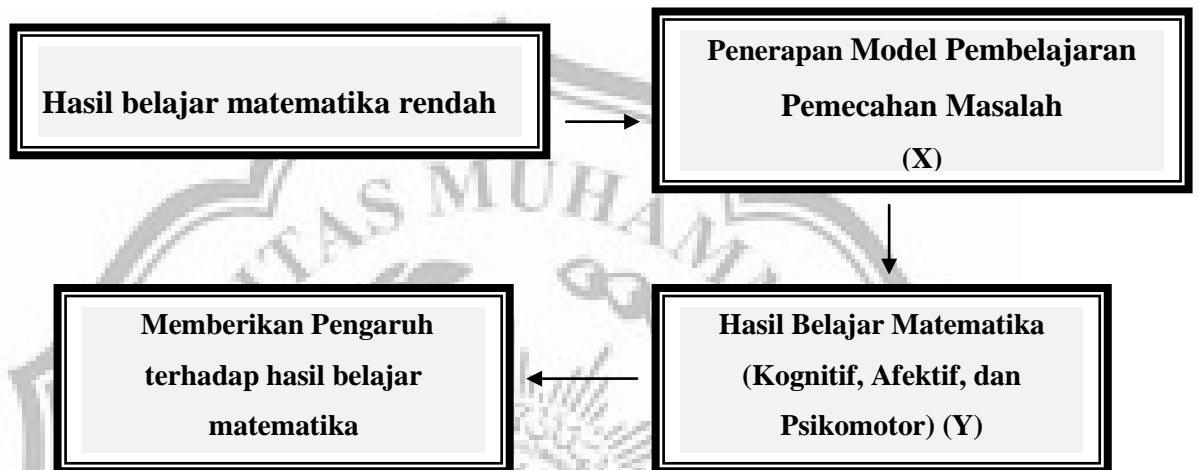 Hasil belajar matematika rendah
Penerapan Model Pembelajaran
Pemecahan Masalah
(X)
Hasil Belajar Matematika
(Kognitif, Afektif, dan
Psikomotor) (Y)
Memberikan Pengaruh
terhadap hasil belajar
matematika